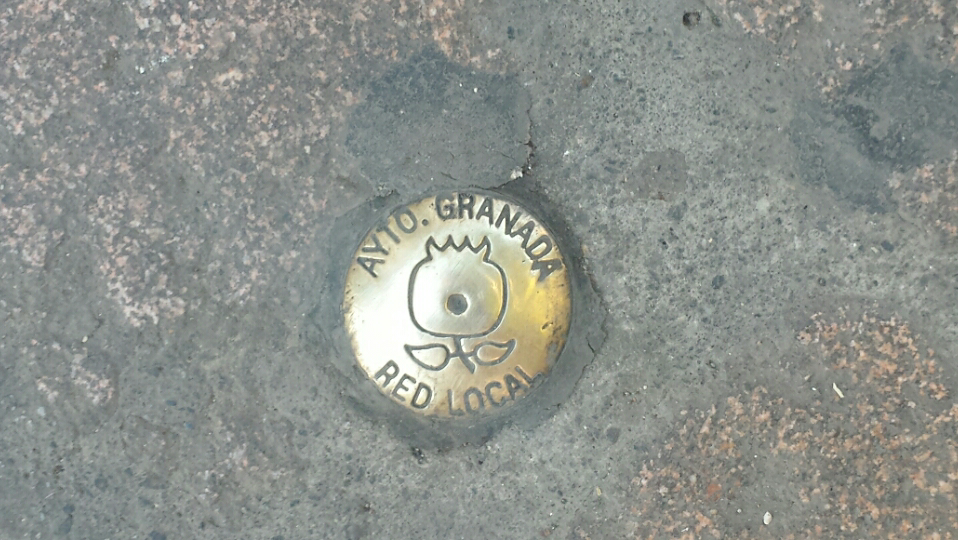 AYTO. GRANADA
RED LOCAL